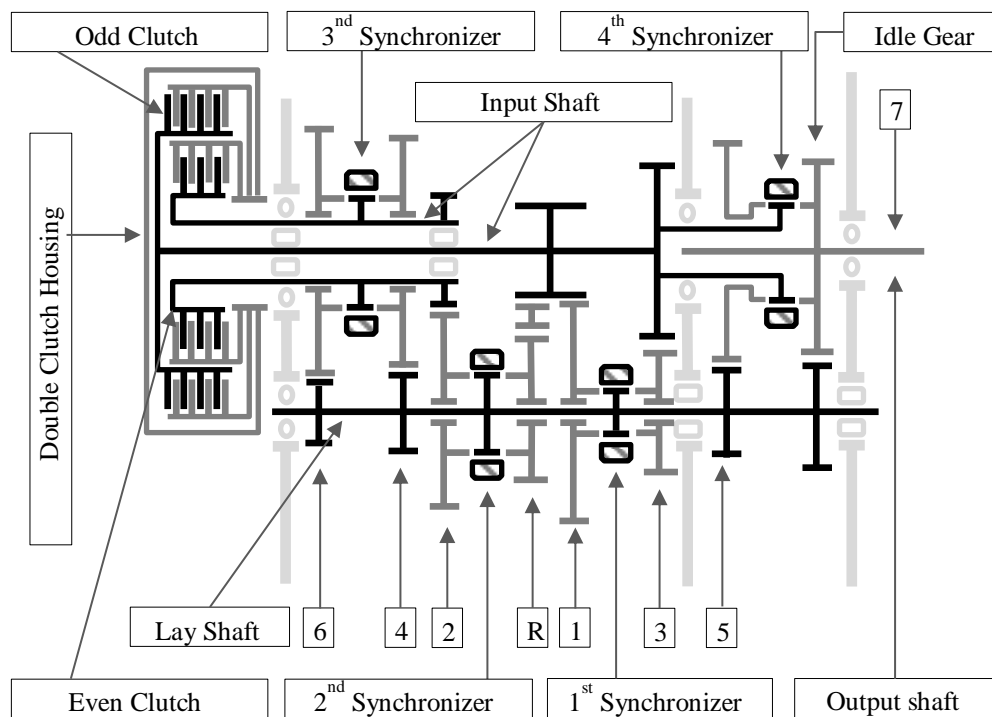 Odd Clutch
3nd Synchronizer
4th Synchronizer
Idle Gear
Input Shaft
7
Double Clutch Housing
Lay Shaft
6
4
2
R
1
3
5
Even Clutch
2nd Synchronizer
1st Synchronizer
Output shaft